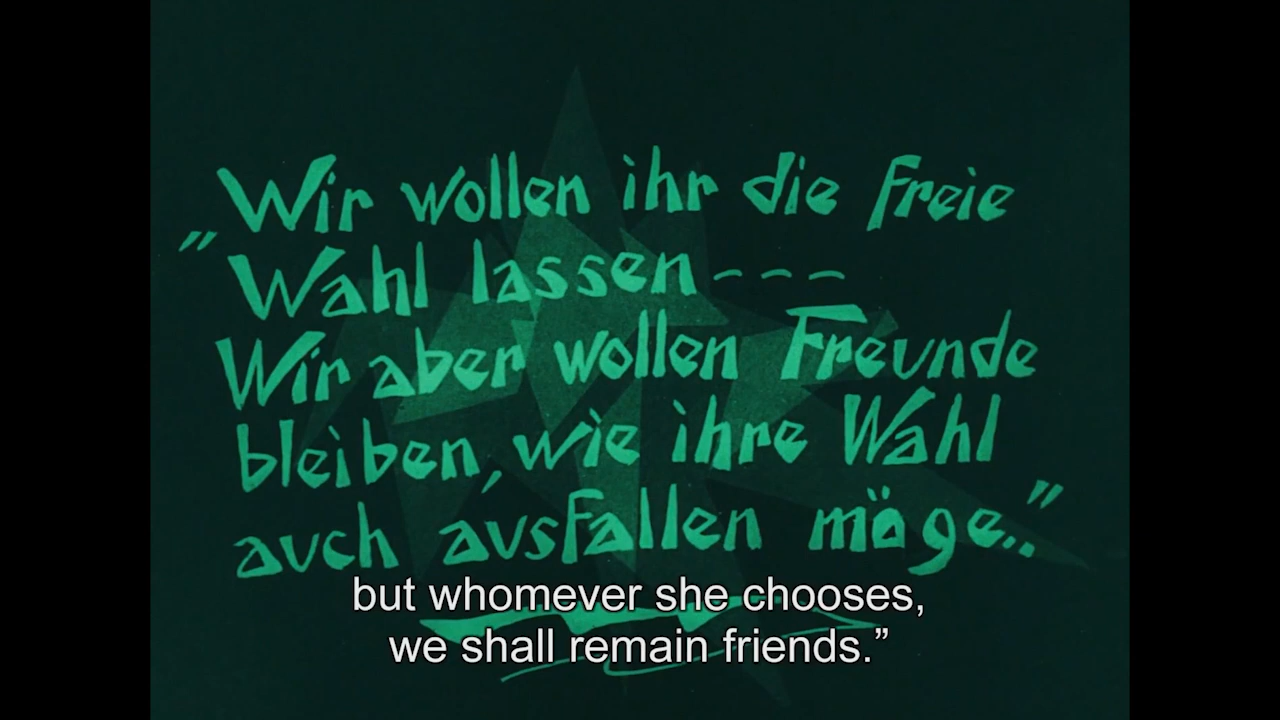 „Wir wollen ihr die freie
Wahl lassen – – –
Wir aber wollen Freunde
bleiben, wie ihre Wahl
auch ausfallen möge..”
but whomever she chooses,
we shall remain friends.”